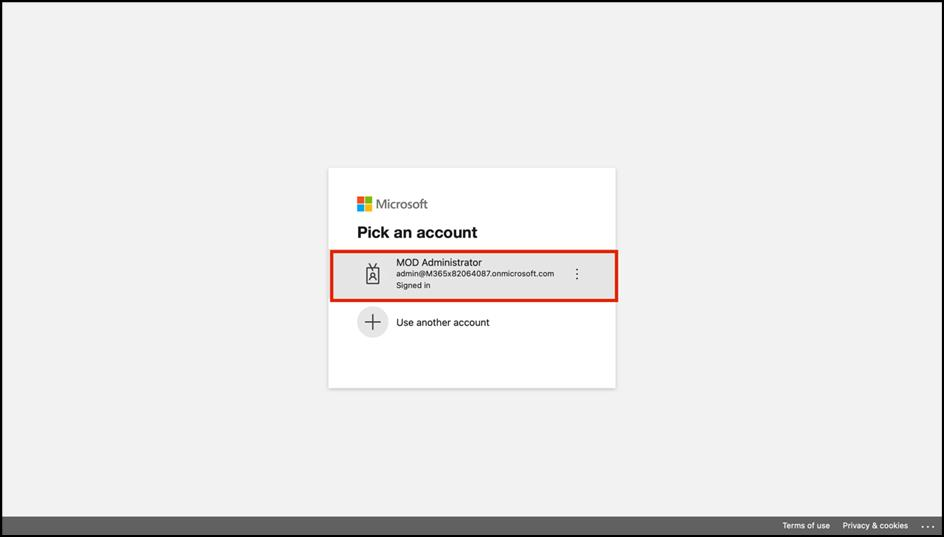 Microsoft
Pick an account
MOD Administrator
admin@M365x82064087.onmicrosoft.com
Signed in
Use another account
Terms of use Privacy & cookies ...